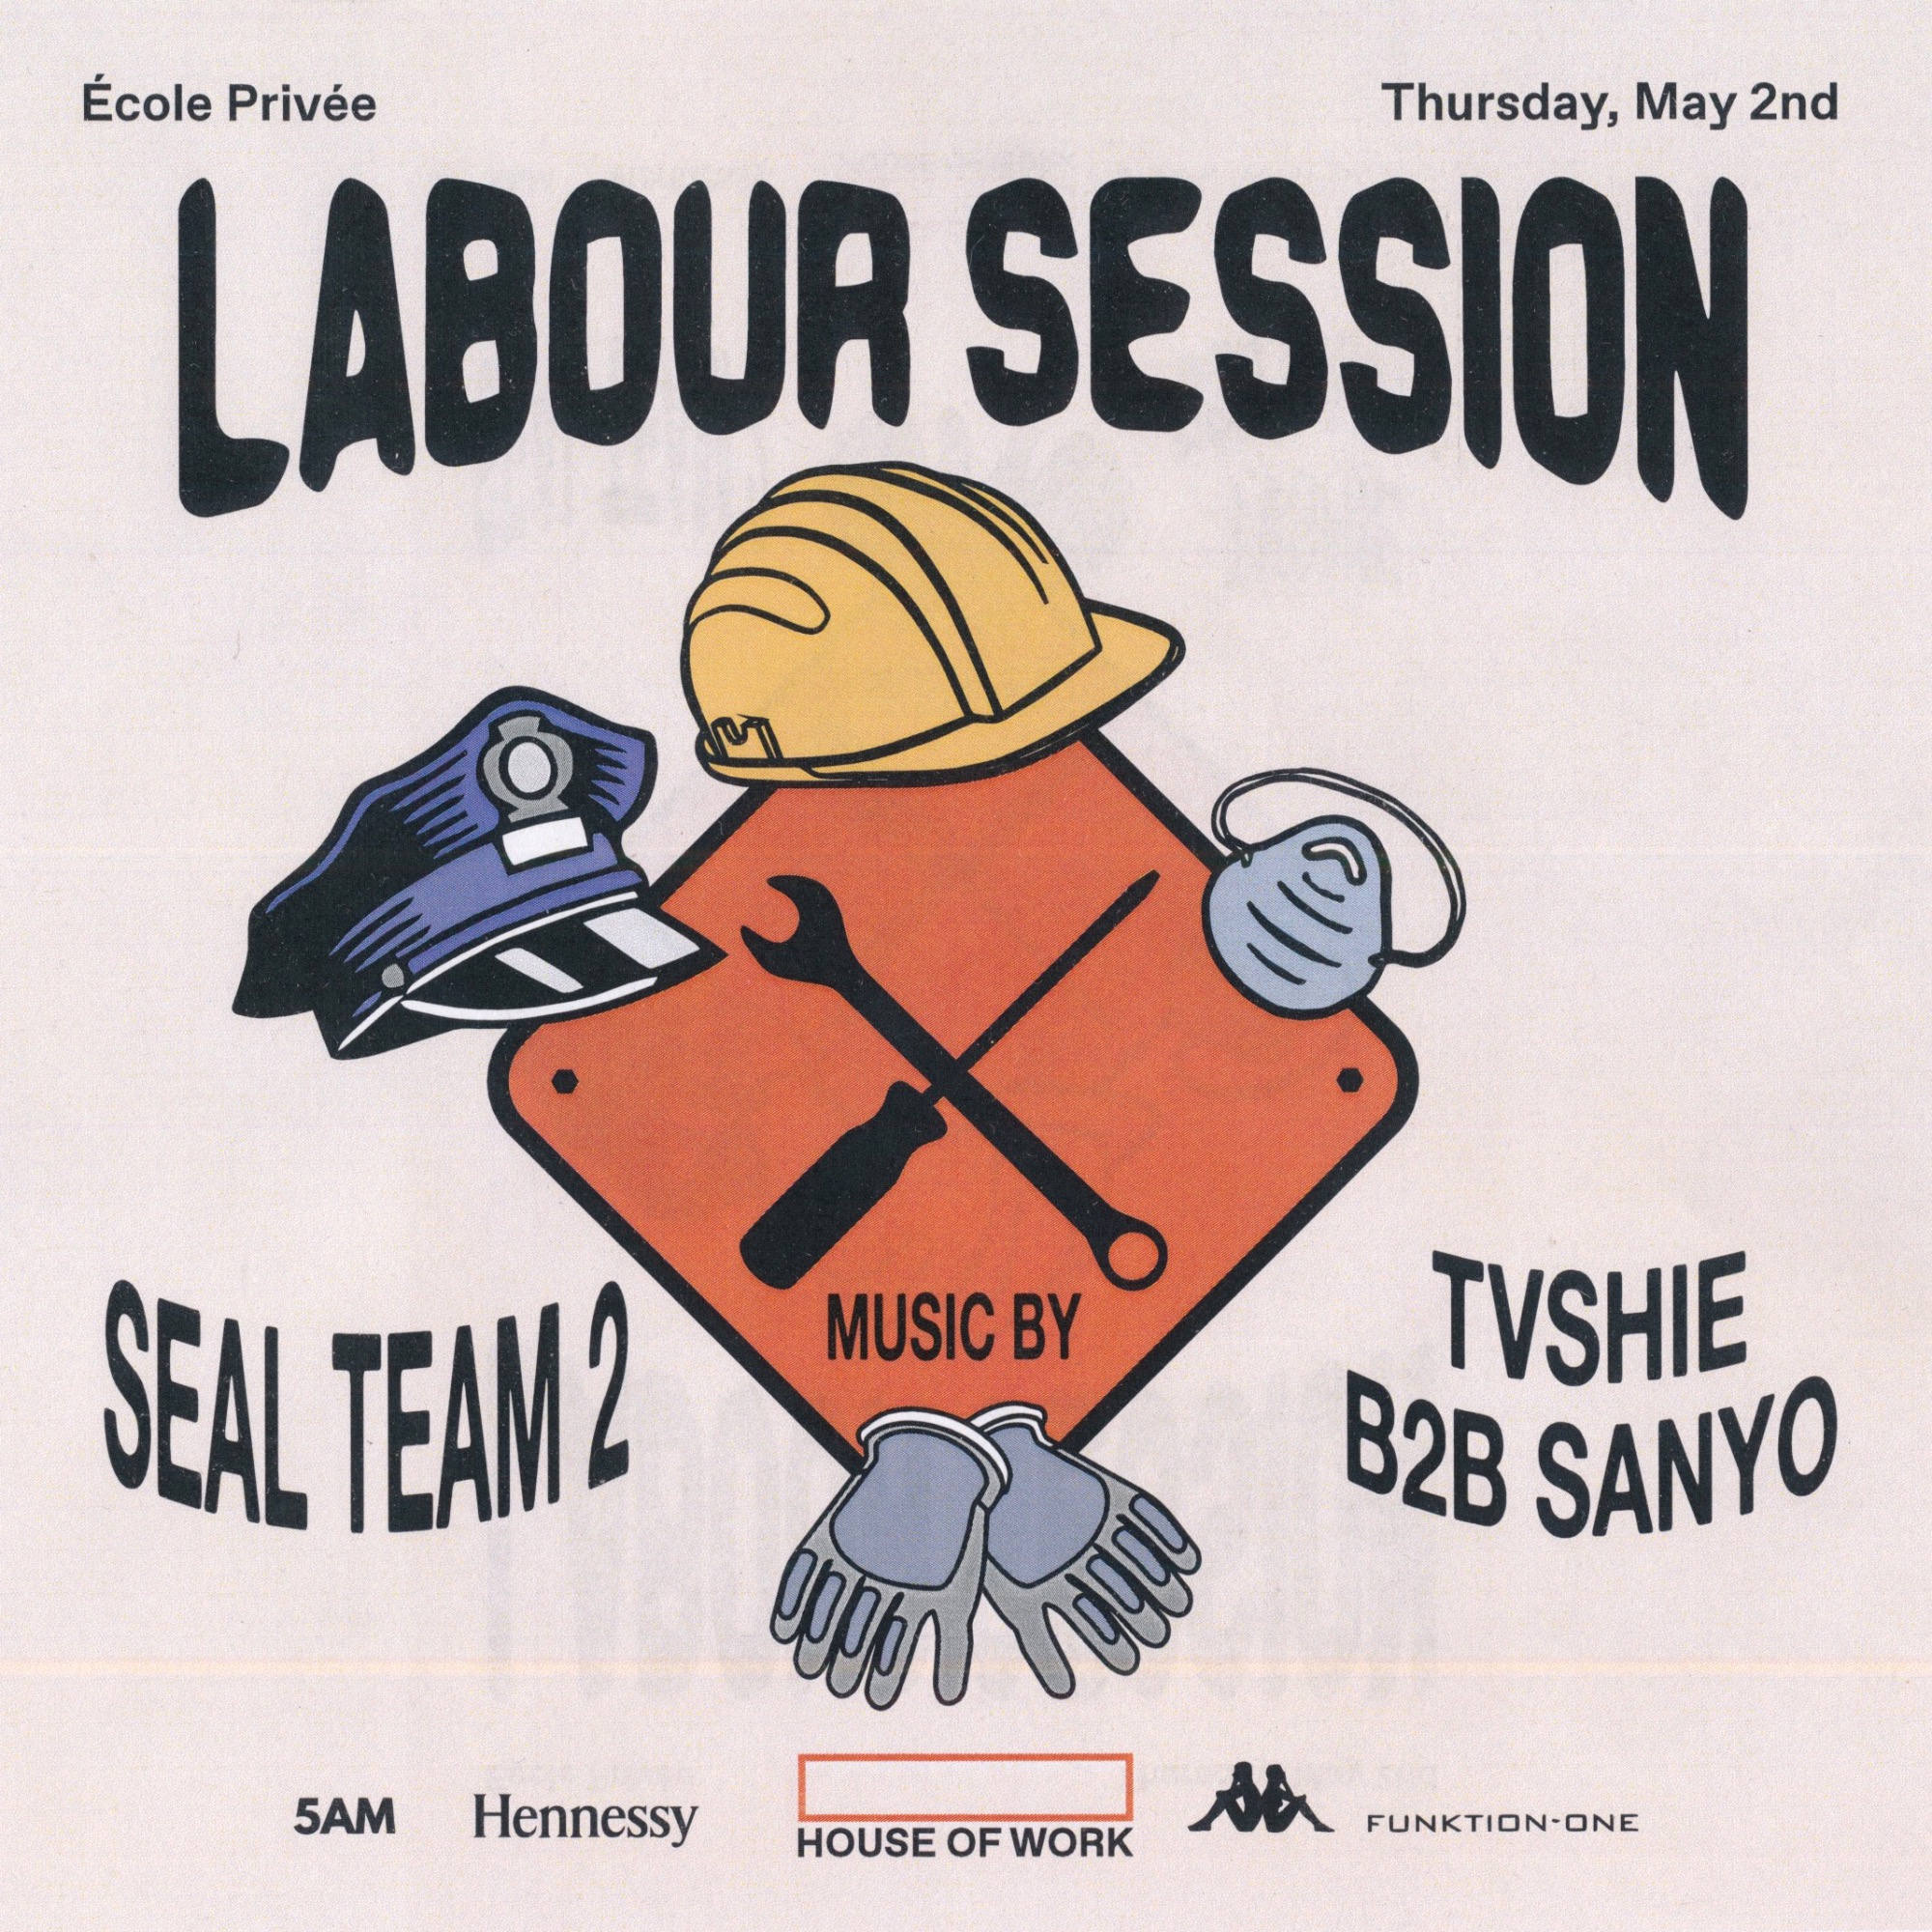 École Privée
Thursday, May 2nd
LABOUR SESSION
MUSIC BY
SEAL TEAM 2
TVSHIE
B2B SANYO
5AM
Hennessy
HOUSE OF WORK
FUNKTION-ONE